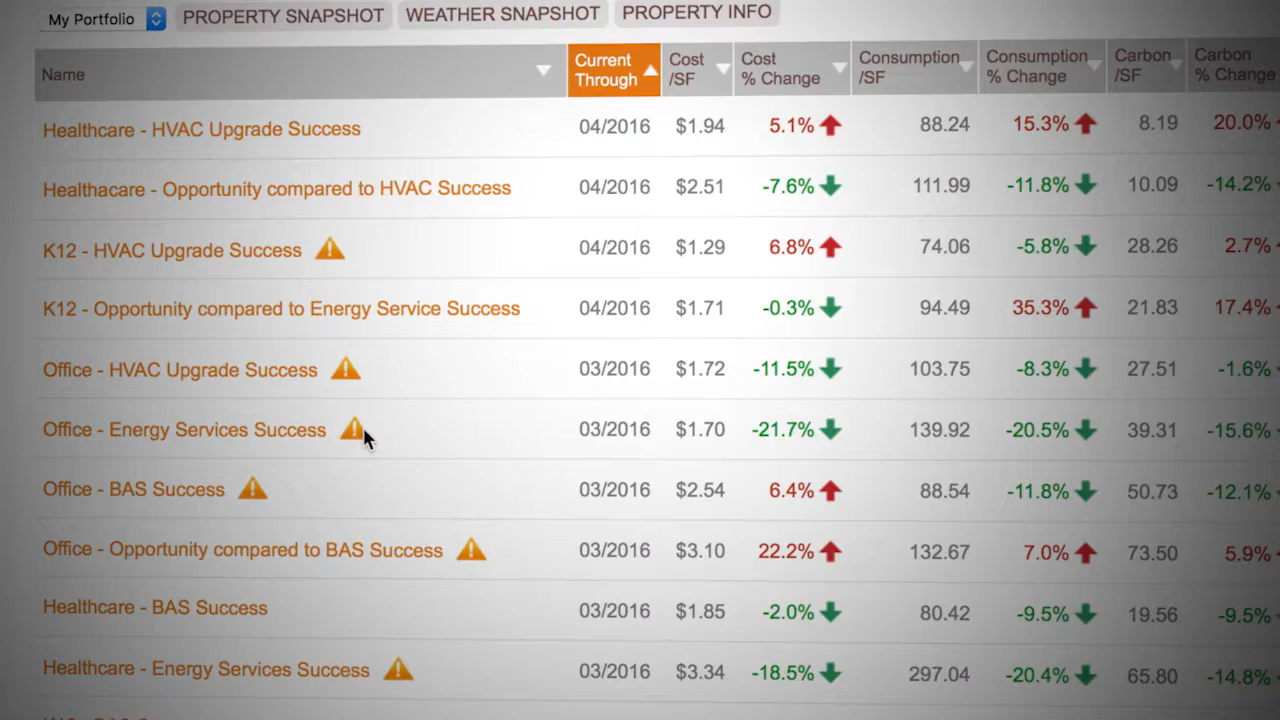 My Portfolio PROPERTY SNAPSHOT WEATHER SNAPSHOT PROPERTY INFO
Name Current Through Cost /SF Cost % Change Consumption /SF Consumption % Change Carbon /SF Carbon % Change
Healthcare - HVAC Upgrade Success 04/2016 $1.94 5.1% 88.24 15.3% 8.19 20.0%
Healthacare - Opportunity compared to HVAC Success 04/2016 $2.51 -7.6% 111.99 -11.8% 10.09 -14.2%
K12 - HVAC Upgrade Success 04/2016 $1.29 6.8% 74.06 -5.8% 28.26 2.7%
K12 - Opportunity compared to Energy Service Success 04/2016 $1.71 -0.3% 94.49 35.3% 21.83 17.4%
Office - HVAC Upgrade Success 03/2016 $1.72 -11.5% 103.75 -8.3% 27.51 -1.6%
Office - Energy Services Success 03/2016 $1.70 -21.7% 139.92 -20.5% 39.31 -15.6%
Office - BAS Success 03/2016 $2.54 6.4% 88.54 -11.8% 50.73 -12.1%
Office - Opportunity compared to BAS Success 03/2016 $3.10 22.2% 132.67 7.0% 73.50 5.9%
Healthcare - BAS Success 03/2016 $1.85 -2.0% 80.42 -9.5% 19.56 -9.5%
Healthcare - Energy Services Success 03/2016 $3.34 -18.5% 297.04 -20.4% 65.80 -14.8%